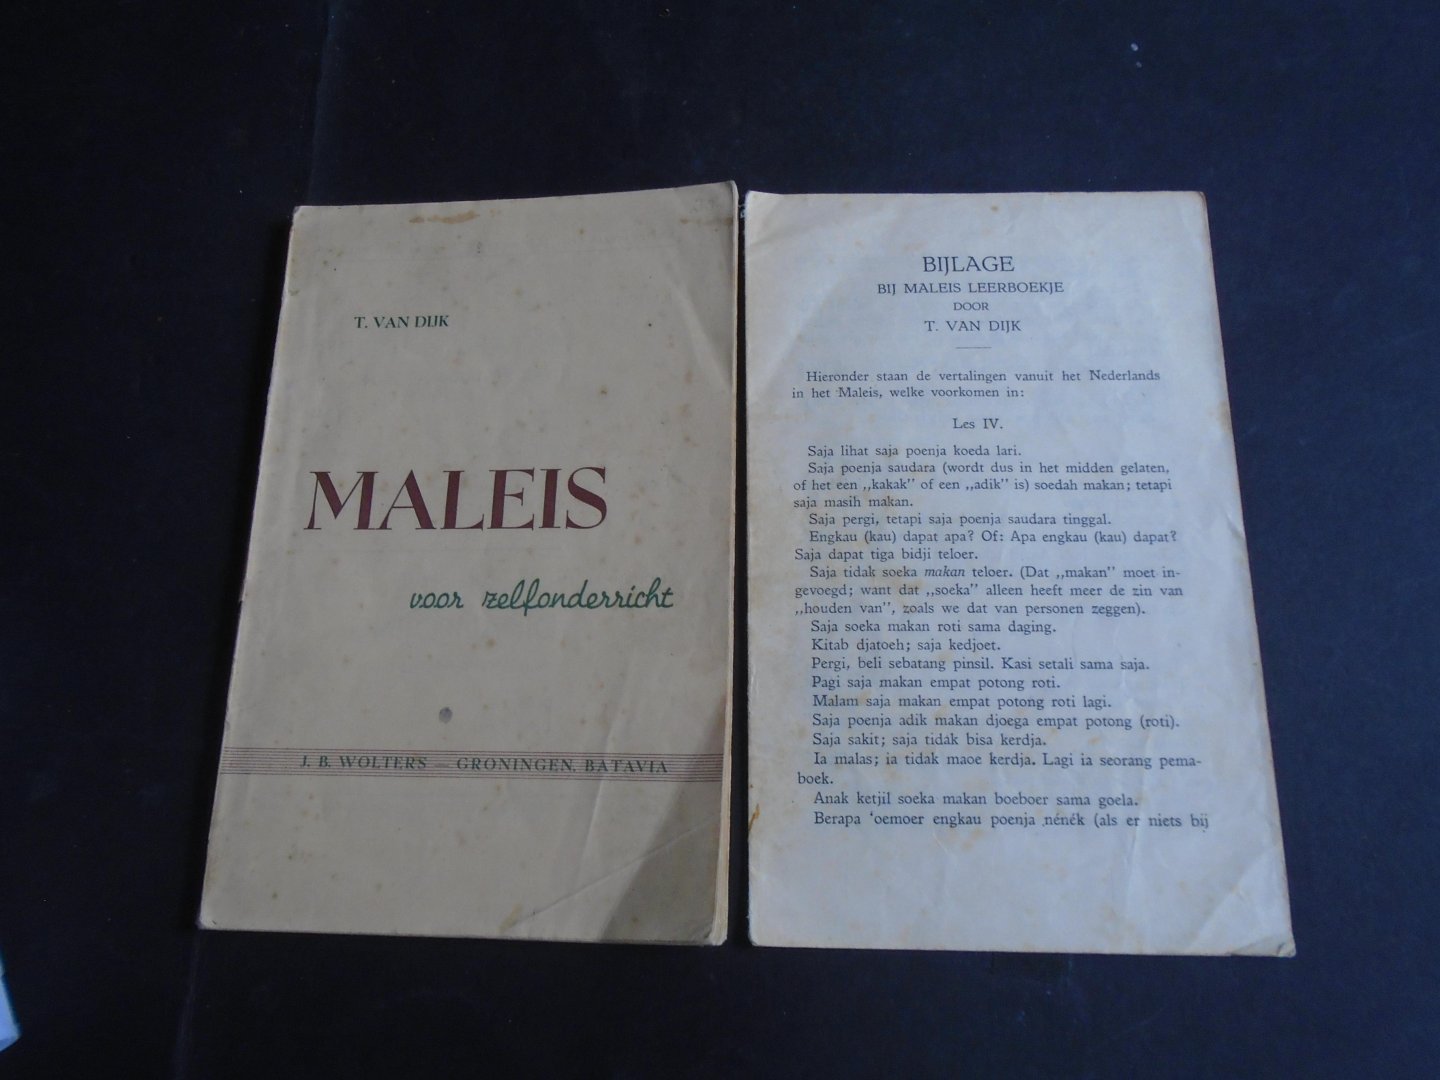 T. VAN DIJK
MALEIS
voor zelfonderricht
J. B. WOLTERS — GRONINGEN, BATAVIA
BIJLAGE
BIJ MALEIS LEERBOEKJE
DOOR
T. VAN DIJK
Hieronder staan de vertalingen vanuit het Nederlands
in het Maleis, welke voorkomen in:
Les IV.
Saja lihat saja poenja koeda lari.
Saja poenja saudara (wordt dus in het midden gelaten,
of het een „kakak” of een „adik” is) soedah makan; tetapi
saja masih makan.
Saja pergi, tetapi saja poenja saudara tinggal.
Engkau (kau) dapat apa? Of: Apa engkau (kau) dapat?
Saja dapat tiga bidji teloer.
Saja tidak soeka makan teloer. (Dat „makan” moet in-
gevoegd; want dat „soeka” alleen heeft meer de zin van
„houden van”, zoals we dat van personen zeggen).
Saja soeka makan roti sama daging.
Kitab djatoeh; saja kedjoet.
Pergi, beli sebatang pinsil. Kasi setali sama saja.
Pagi saja makan empat potong roti.
Malam saja makan empat potong roti lagi.
Saja poenja adik makan djoega empat potong (roti).
Saja sakit; saja tidak bisa kerdja.
Ia malas; ia tidak maoe kerdja. Lagi ia seorang pema-
boek.
Anak ketjil soeka makan boeboer sama goela.
Berapa ‘oemoer engkau poenja nénék (als er niets bij